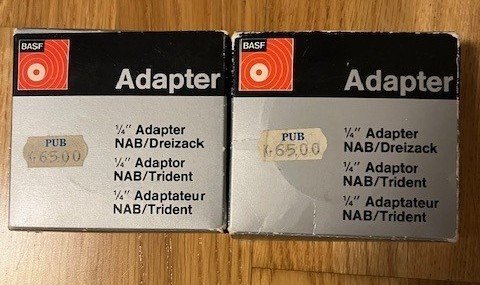 BASF
Adapter
¼" Adapter
NAB/Dreizack
¼" Adaptor
NAB/Trident
¼" Adaptateur
NAB/Trident
PUB
65,00
BASF
Adapter
¼" Adapter
NAB/Dreizack
¼" Adaptor
NAB/Trident
¼" Adaptateur
NAB/Trident
PUB
65,00